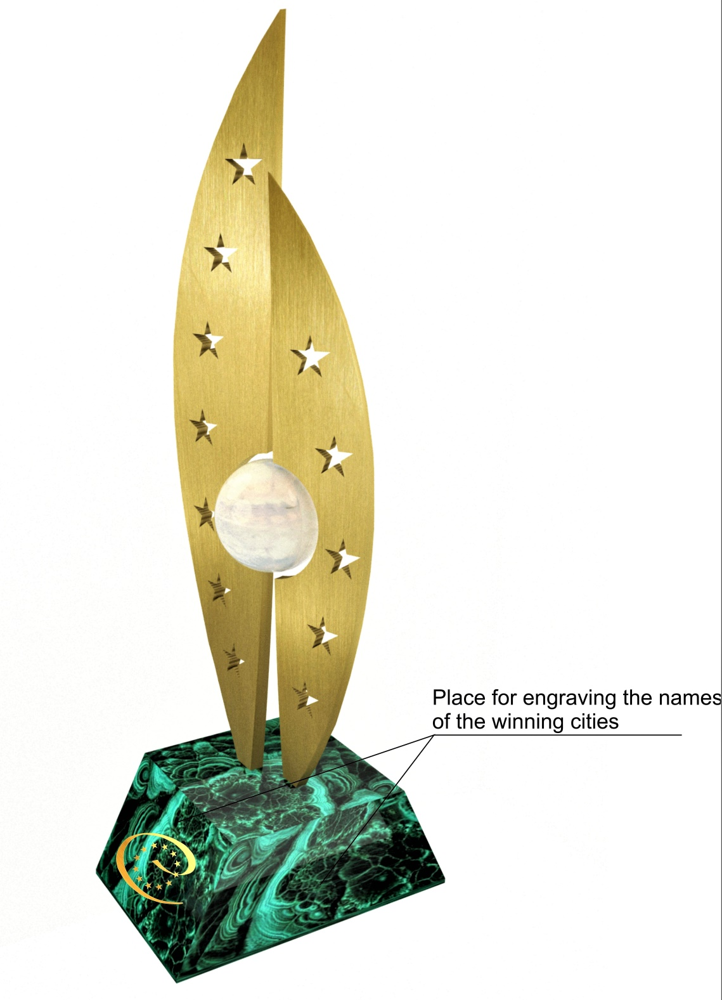 Place for engraving the names
of the winning cities